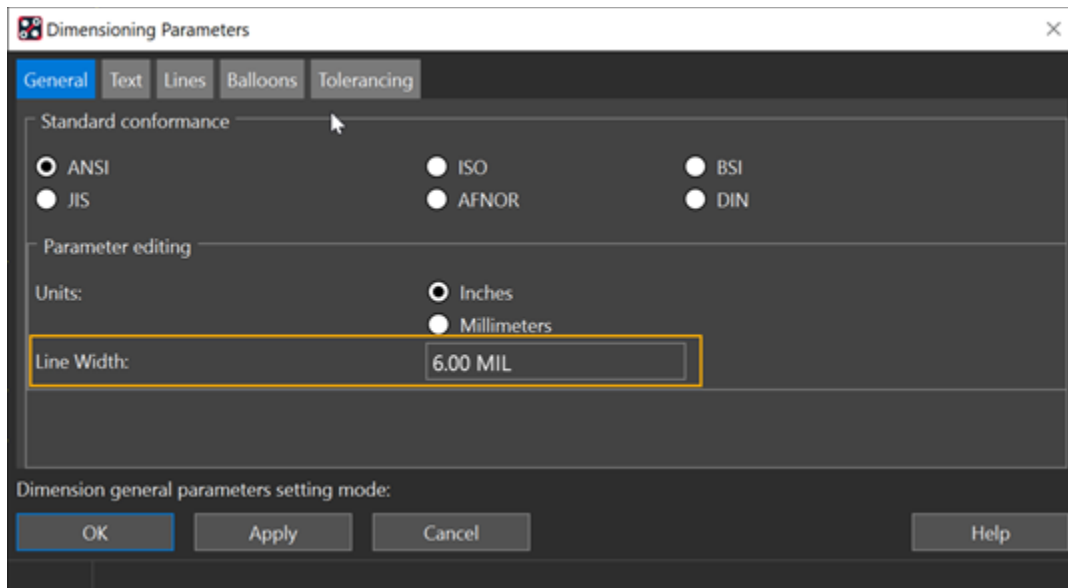 Dimensioning Parameters
General Text Lines Balloons Tolerancing
Standard conformance
ANSI ISO BSI
JIS AFNOR DIN
Parameter editing
Units: Inches
Millimeters
Line Width: 6.00 MIL
Dimension general parameters setting mode:
OK Apply Cancel Help